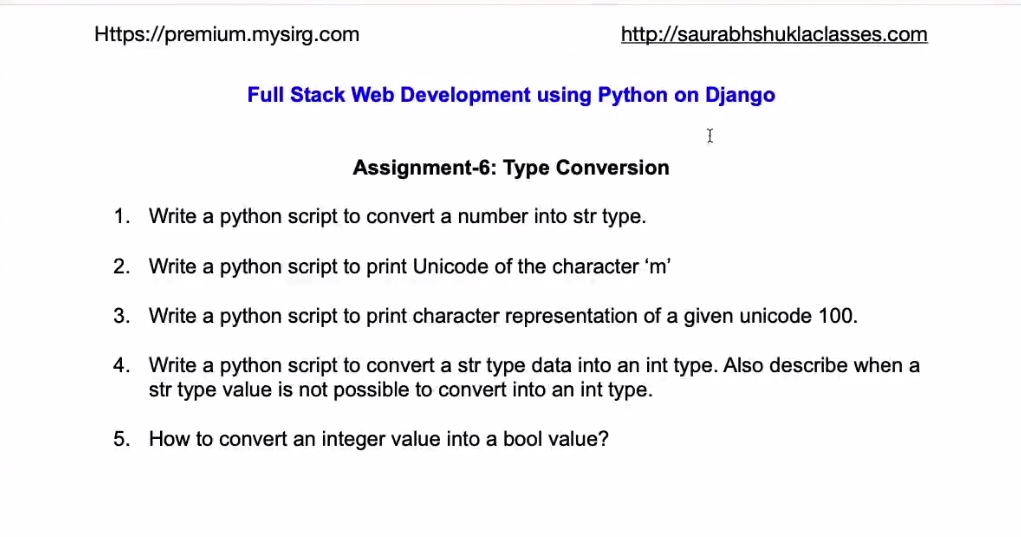 Https://premium.mysirg.com
http://saurabhshuklaclasses.com
Full Stack Web Development using Python on Django
Assignment-6: Type Conversion
1. Write a python script to convert a number into str type.
2. Write a python script to print Unicode of the character ‘m’
3. Write a python script to print character representation of a given unicode 100.
4. Write a python script to convert a str type data into an int type. Also describe when a
str type value is not possible to convert into an int type.
5. How to convert an integer value into a bool value?